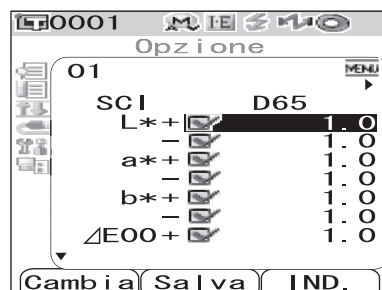 0001 M I·E
Opzione
01 MENU
SCI D65
L*+ 1.0
− 1.0
a*+ 1.0
− 1.0
b*+ 1.0
− 1.0
⊿E00+ 1.0
Cambia Salva IND.